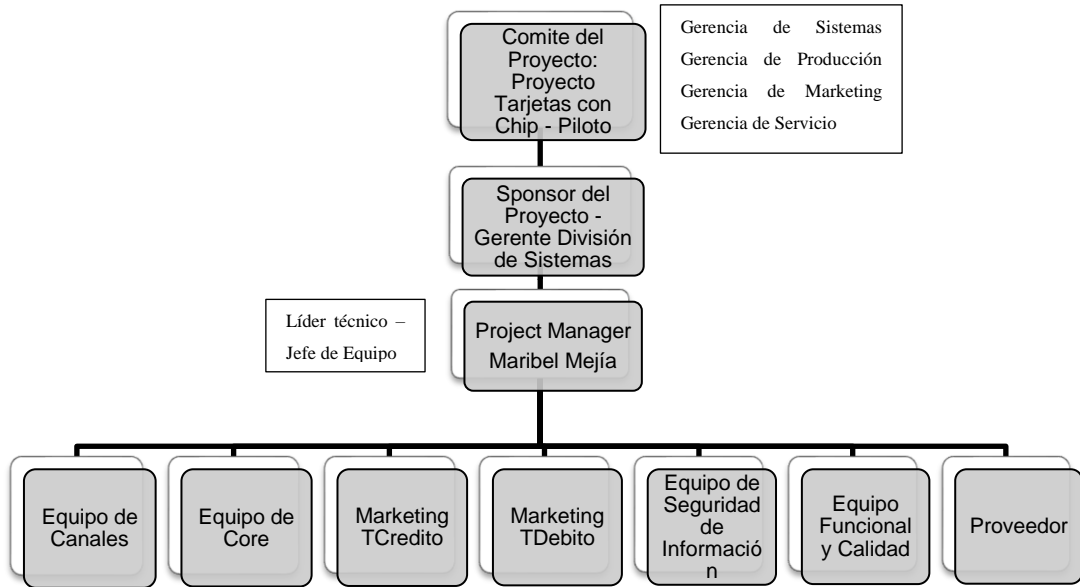 Comite del
Proyecto:
Proyecto
Tarjetas con
Chip - Piloto
Gerencia de Sistemas
Gerencia de Producción
Gerencia de Marketing
Gerencia de Servicio
Sponsor del
Proyecto -
Gerente División
de Sistemas
Líder técnico –
Jefe de Equipo
Project Manager
Maribel Mejía
Equipo de
Canales
Equipo de
Core
Marketing
TCredito
Marketing
TDebito
Equipo de
Seguridad
de
Informació
n
Equipo
Funcional
y Calidad
Proveedor